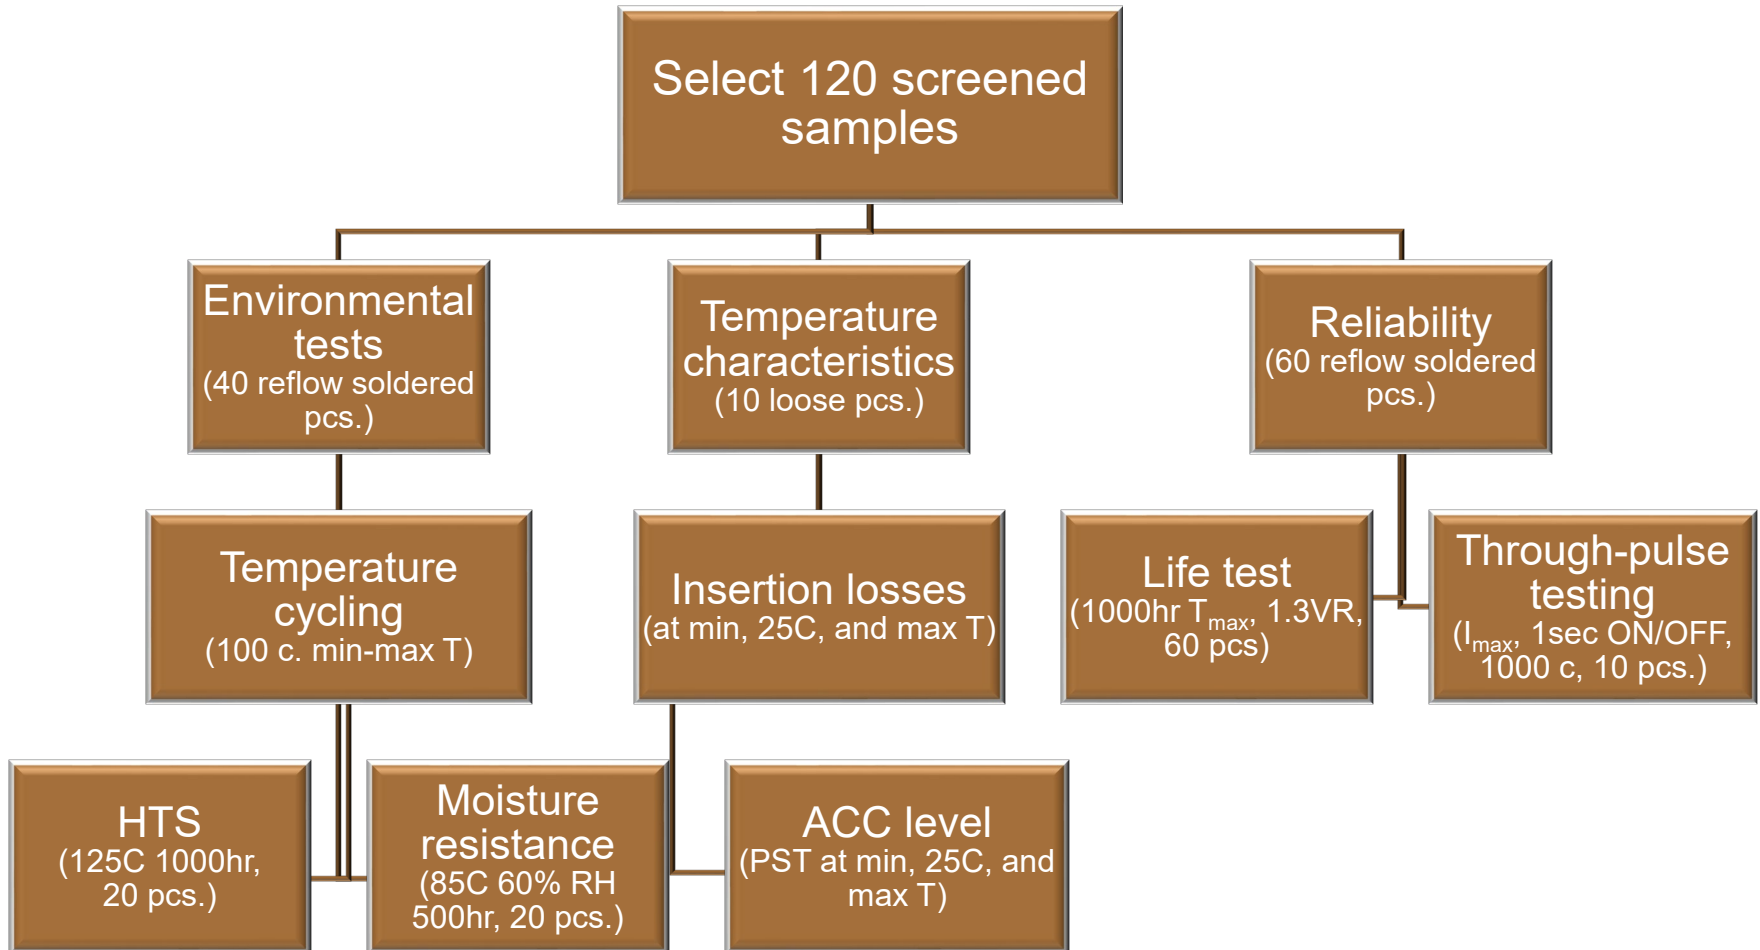 Select 120 screened
samples
Environmental
tests
(40 reflow soldered
pcs.)
Temperature
characteristics
(10 loose pcs.)
Reliability
(60 reflow soldered
pcs.)
Temperature
cycling
(100 c. min-max T)
Insertion losses
(at min, 25C, and max T)
Life test
(1000hr Tmax, 1.3VR,
60 pcs)
Through-pulse
testing
(Imax, 1sec ON/OFF,
1000 c, 10 pcs.)
HTS
(125C 1000hr,
20 pcs.)
Moisture
resistance
(85C 60% RH
500hr, 20 pcs.)
ACC level
(PST at min, 25C, and
max T)